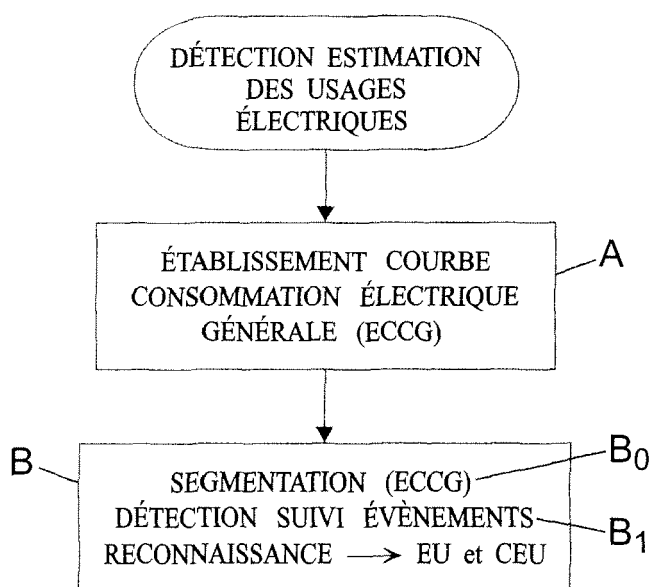 DÉTECTION ESTIMATION
DES USAGES
ÉLECTRIQUES
ÉTABLISSEMENT COURBE
CONSOMMATION ÉLECTRIQUE
GÉNÉRALE (ECCG)
A
B
SEGMENTATION (ECCG)
B₀
DÉTECTION SUIVI ÉVÈNEMENTS
B₁
RECONNAISSANCE → EU et CEU